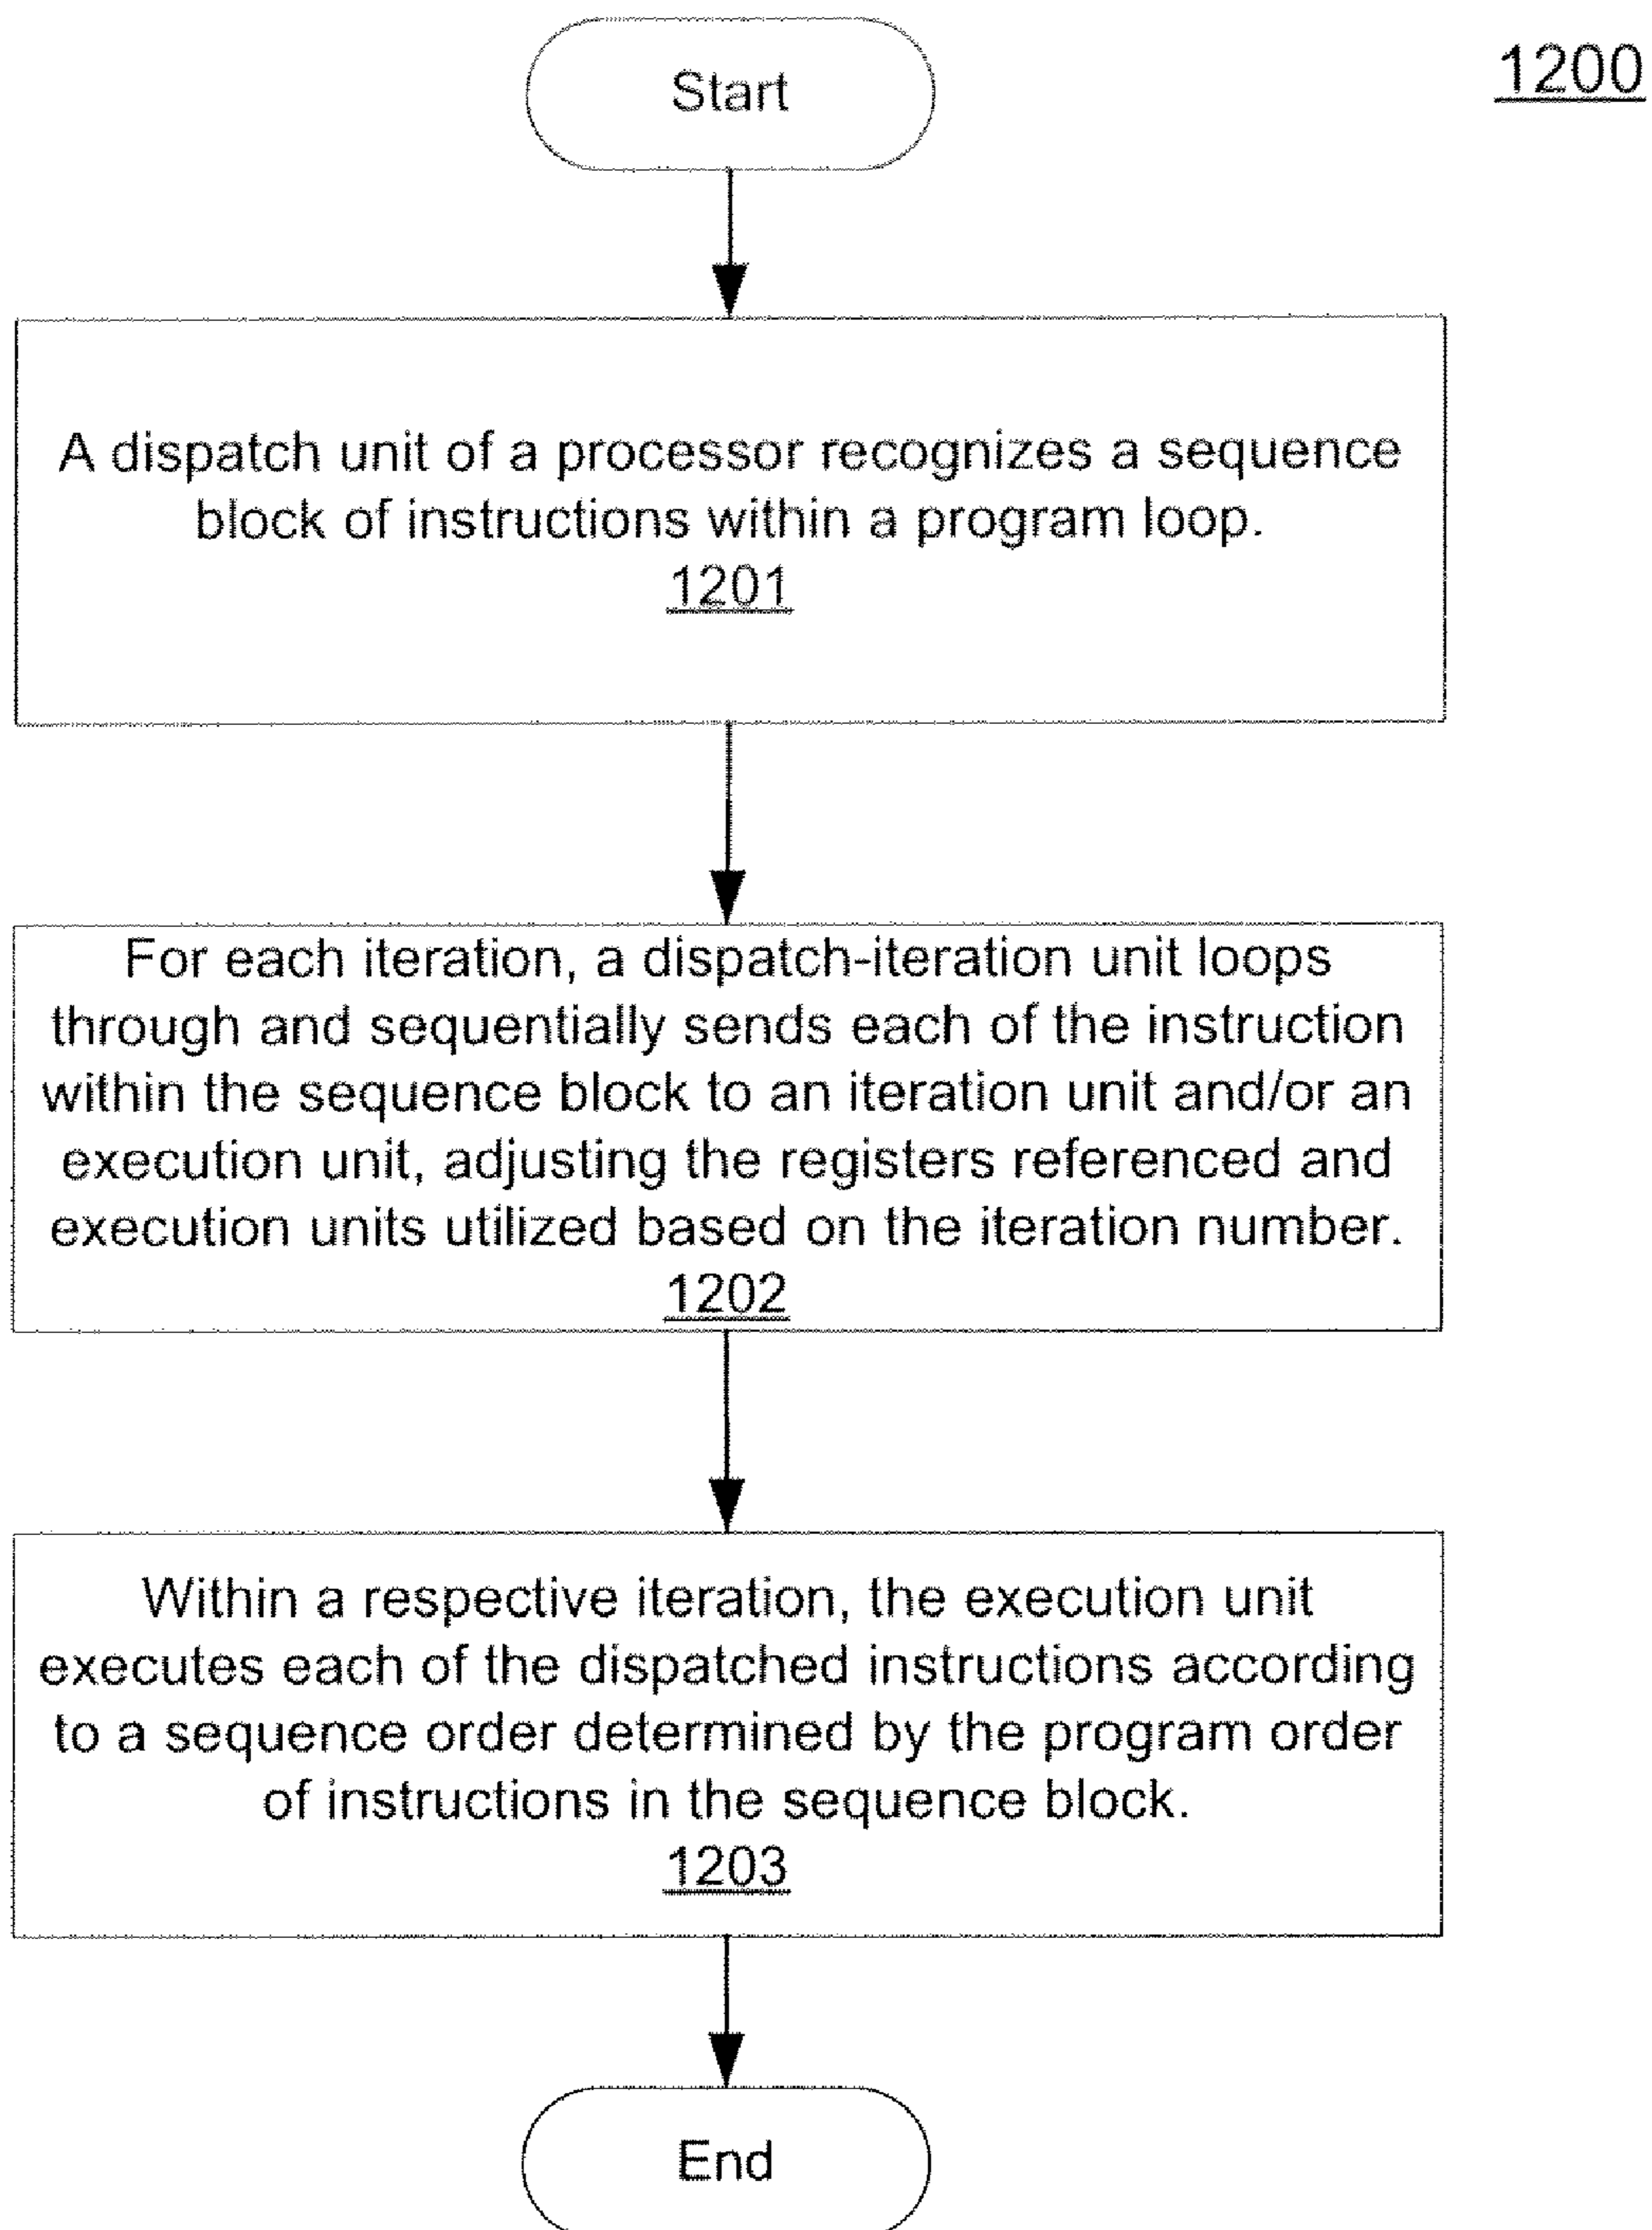 Start
1200
A dispatch unit of a processor recognizes a sequence
block of instructions within a program loop.
1201
For each iteration, a dispatch-iteration unit loops
through and sequentially sends each of the instruction
within the sequence block to an iteration unit and/or an
execution unit, adjusting the registers referenced and
execution units utilized based on the iteration number.
1202
Within a respective iteration, the execution unit
executes each of the dispatched instructions according
to a sequence order determined by the program order
of instructions in the sequence block.
1203
End